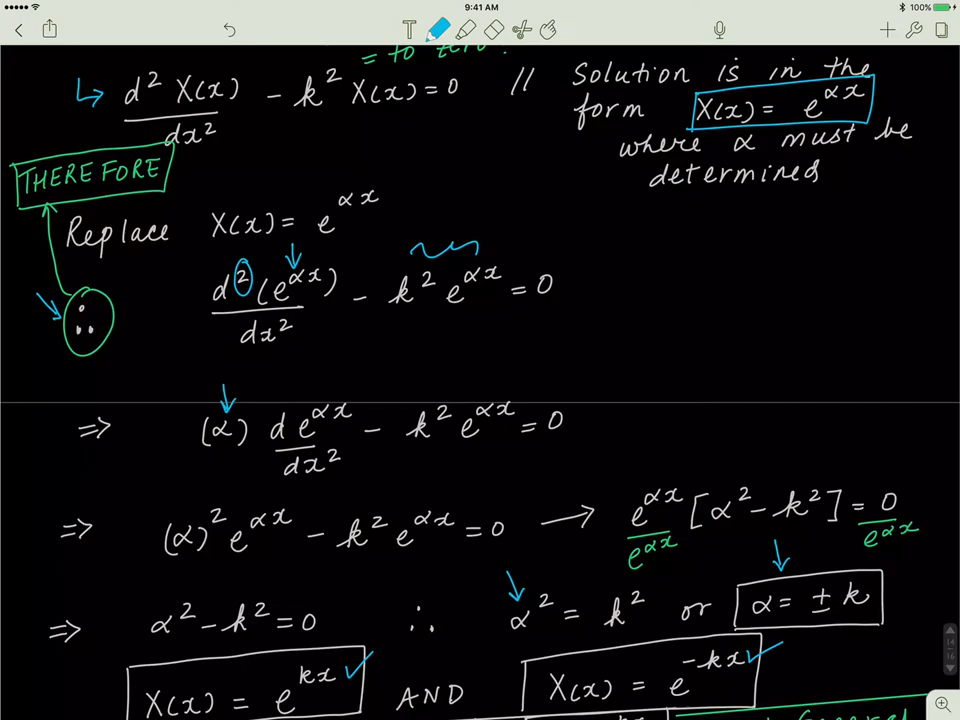 9:41 AM
100%
T
= to zero.
↳ d² X(x)/dx² - k² X(x) = 0 // Solution is in the
form X(x) = e^αx
where α must be
determined
THEREFORE
Replace X(x) = e^αx
∴ d²(e^αx)/dx² - k² e^αx = 0
=> (α) d e^αx/dx² - k² e^αx = 0
=> (α)² e^αx - k² e^αx = 0 → e^αx/e^αx [α² - k²] = 0/e^αx
=> α² - k² = 0 ∴ α² = k² or α = ± k
X(x) = e^kx ✓ AND X(x) = e^-kx ✓